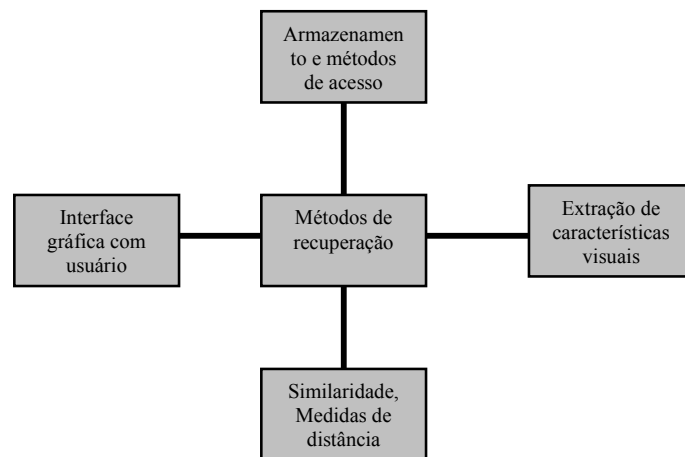 Armazenamen
to e métodos
de acesso
Interface
gráfica com
usuário
Métodos de
recuperação
Extração de
características
visuais
Similaridade,
Medidas de
distância